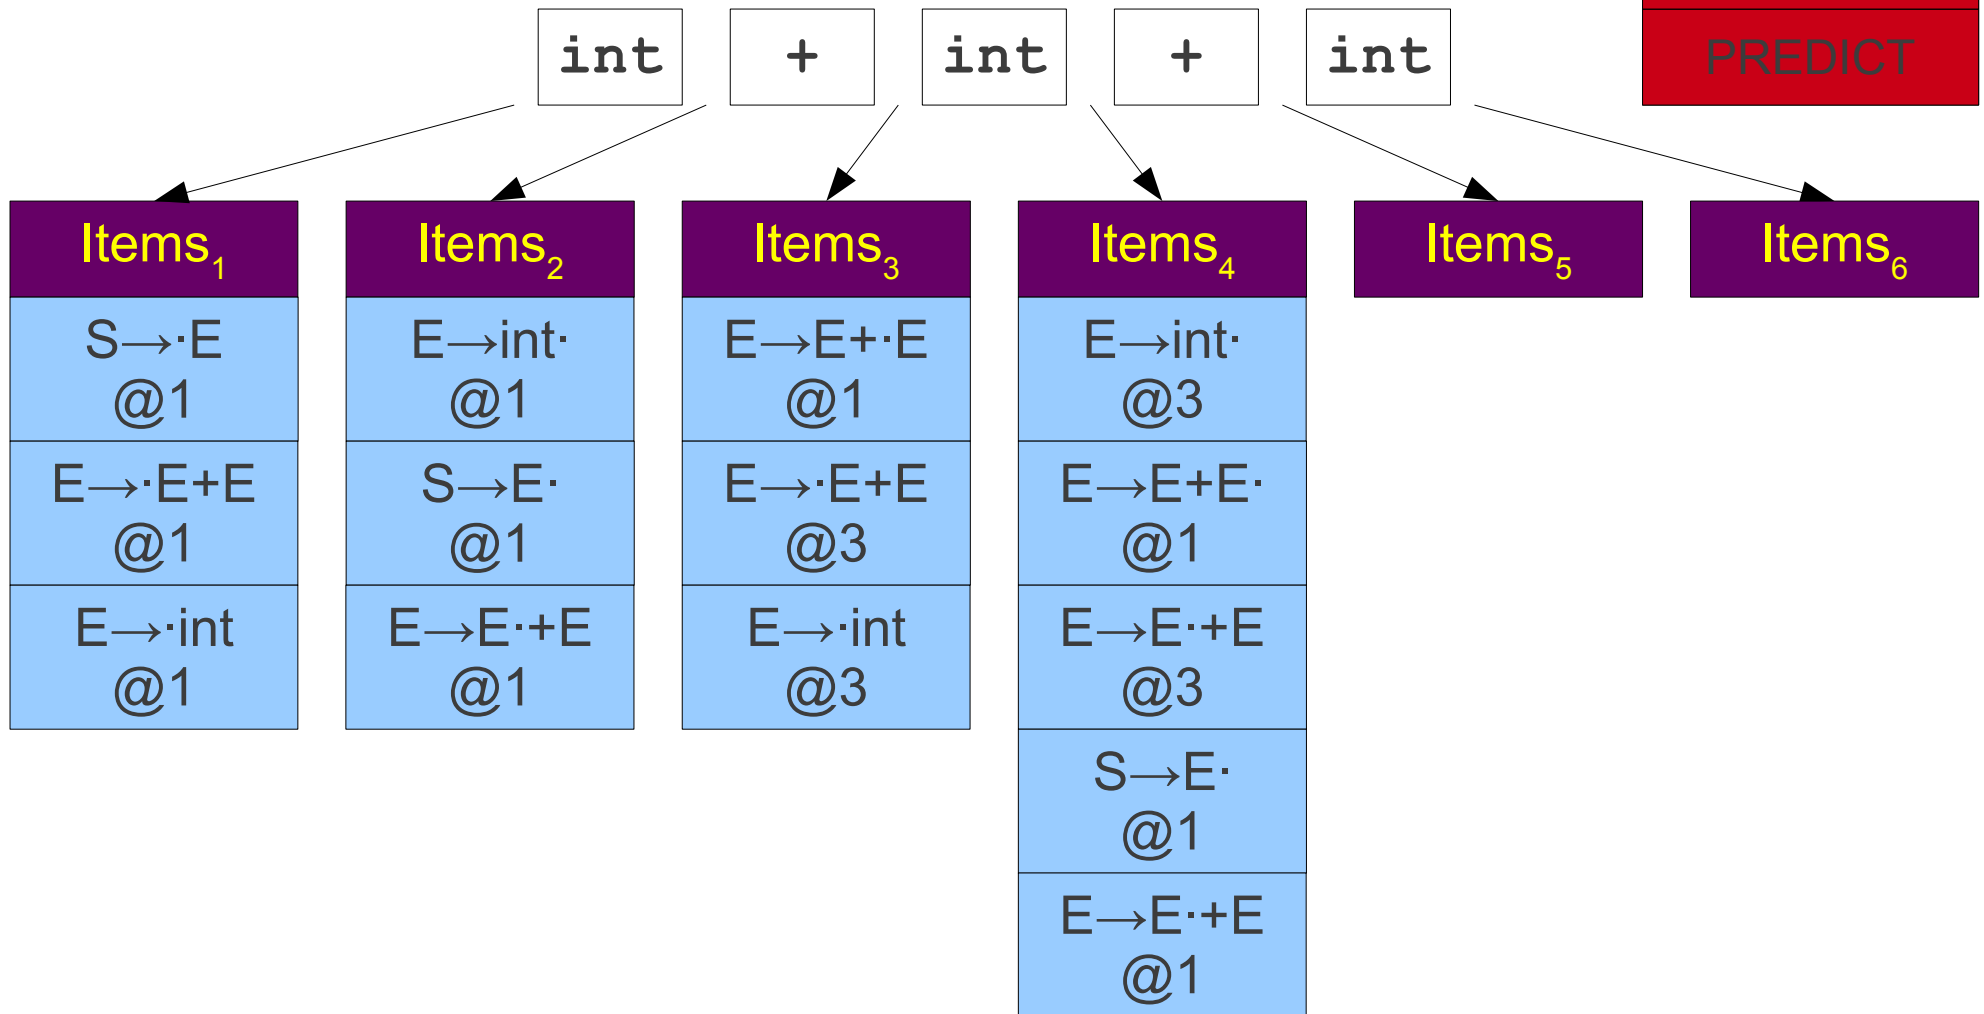 int + int + int PREDICT
Items₁ Items₂ Items₃ Items₄ Items₅ Items₆
S→·E E→int· E→E+·E E→int·
@1 @1 @1 @3
E→·E+E S→E· E→·E+E E→E+E·
@1 @1 @3 @1
E→·int E→E·+E E→·int E→E·+E
@1 @1 @3 @3
S→E·
@1
E→E·+E
@1